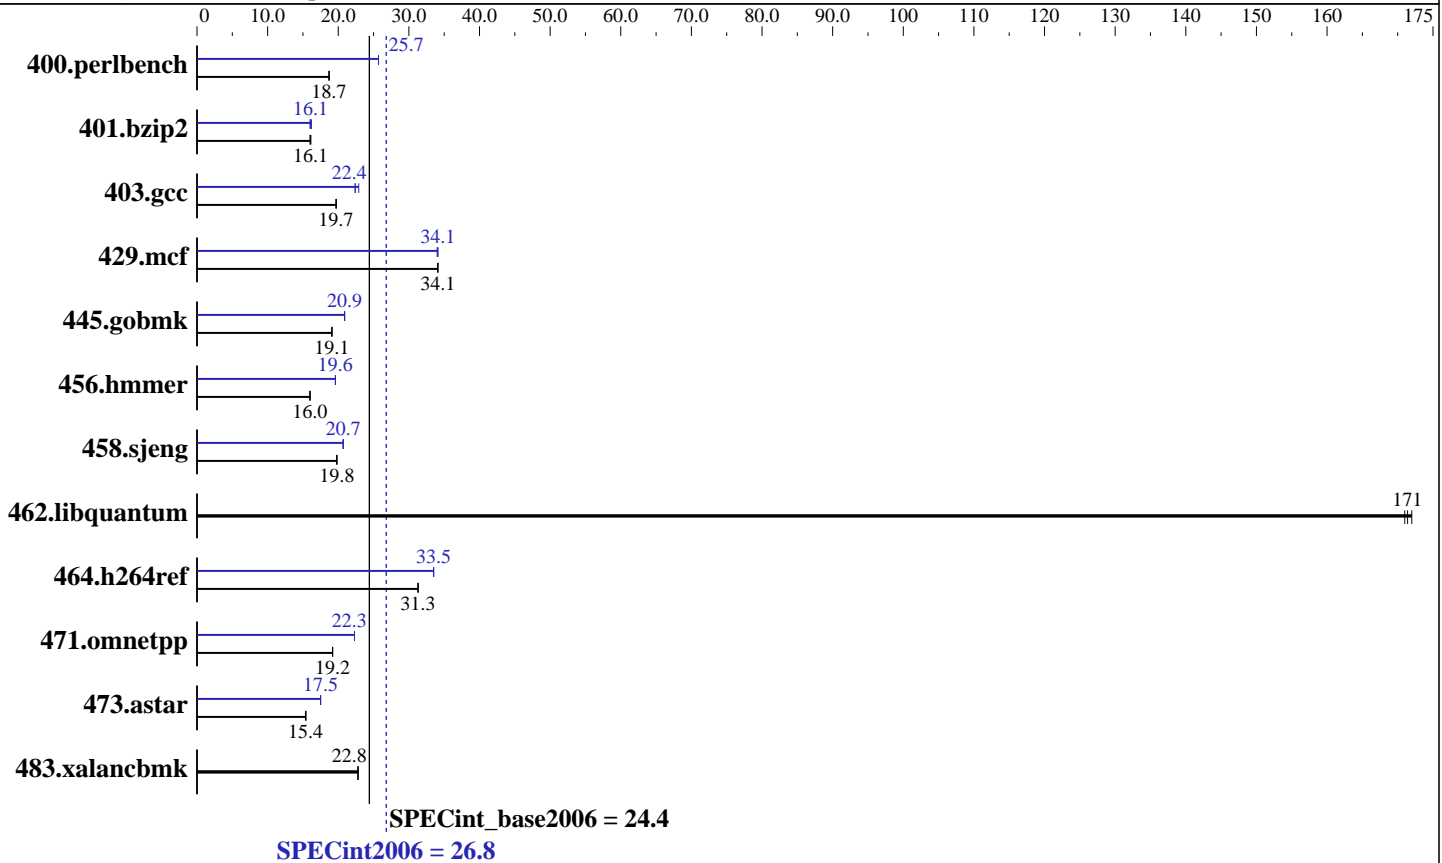 0 10.0 20.0 30.0 40.0 50.0 60.0 70.0 80.0 90.0 100 110 120 130 140 150 160 175
25.7
400.perlbench
18.7
16.1
401.bzip2
16.1
22.4
403.gcc
19.7
34.1
429.mcf
34.1
20.9
445.gobmk
19.1
19.6
456.hmmer
16.0
20.7
458.sjeng
19.8
171
462.libquantum
33.5
464.h264ref
31.3
22.3
471.omnetpp
19.2
17.5
473.astar
15.4
22.8
483.xalancbmk
SPECint_base2006 = 24.4
SPECint2006 = 26.8